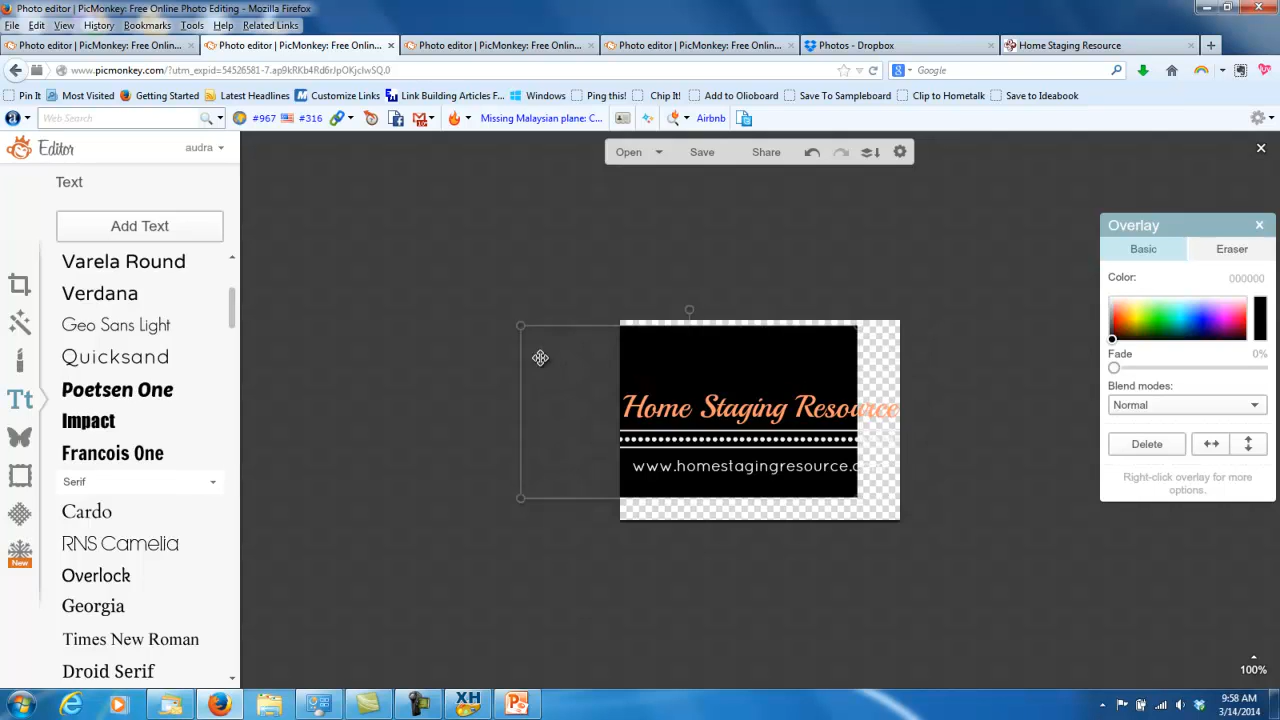 Photo editor | PicMonkey: Free Online Photo Editing - Mozilla Firefox
File Edit View History Bookmarks Tools Help Related Links
Photo editor | PicMonkey: Free Onlin... × Photo editor | PicMonkey: Free Onlin... × Photo editor | PicMonkey: Free Onlin... × Photo editor | PicMonkey: Free Onlin... × Photos - Dropbox × Home Staging Resource × +
www.picmonkey.com/?utm_expid=54526581-7.ap9kRKb4Rd6rJpOKjclwSQ.0 Google
Pin It Most Visited Getting Started Latest Headlines Customize Links Link Building Articles F... Windows Ping this! Chip It! Add to Olioboard Save To Sampleboard Clip to Hometalk Save to Ideabook
Web Search #967 #316 Missing Malaysian plane: C... Airbnb
Editor audra
Open Save Share
Text
Add Text
Varela Round
Verdana
Geo Sans Light
Quicksand
Poetsen One
Impact
Francois One
Serif
Cardo
RNS Camelia
Overlock
Georgia
Times New Roman
Droid Serif
New
Home Staging Resource
www.homestagingresource.c
Overlay
Basic Eraser
Color: 000000
Fade 0%
Blend modes:
Normal
Delete
Right-click overlay for more
options.
100%
9:58 AM
3/14/2014